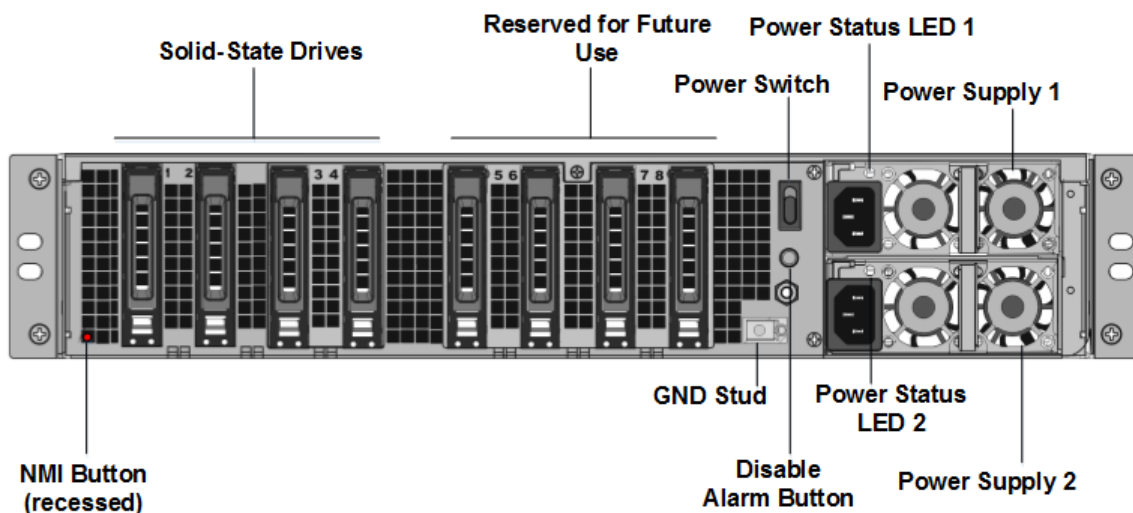 Solid-State Drives
Reserved for Future
Use
Power Status LED 1
Power Switch
Power Supply 1
1 2
3 4
5 6
7 8
GND Stud
Power Status
LED 2
NMI Button
(recessed)
Disable
Alarm Button
Power Supply 2